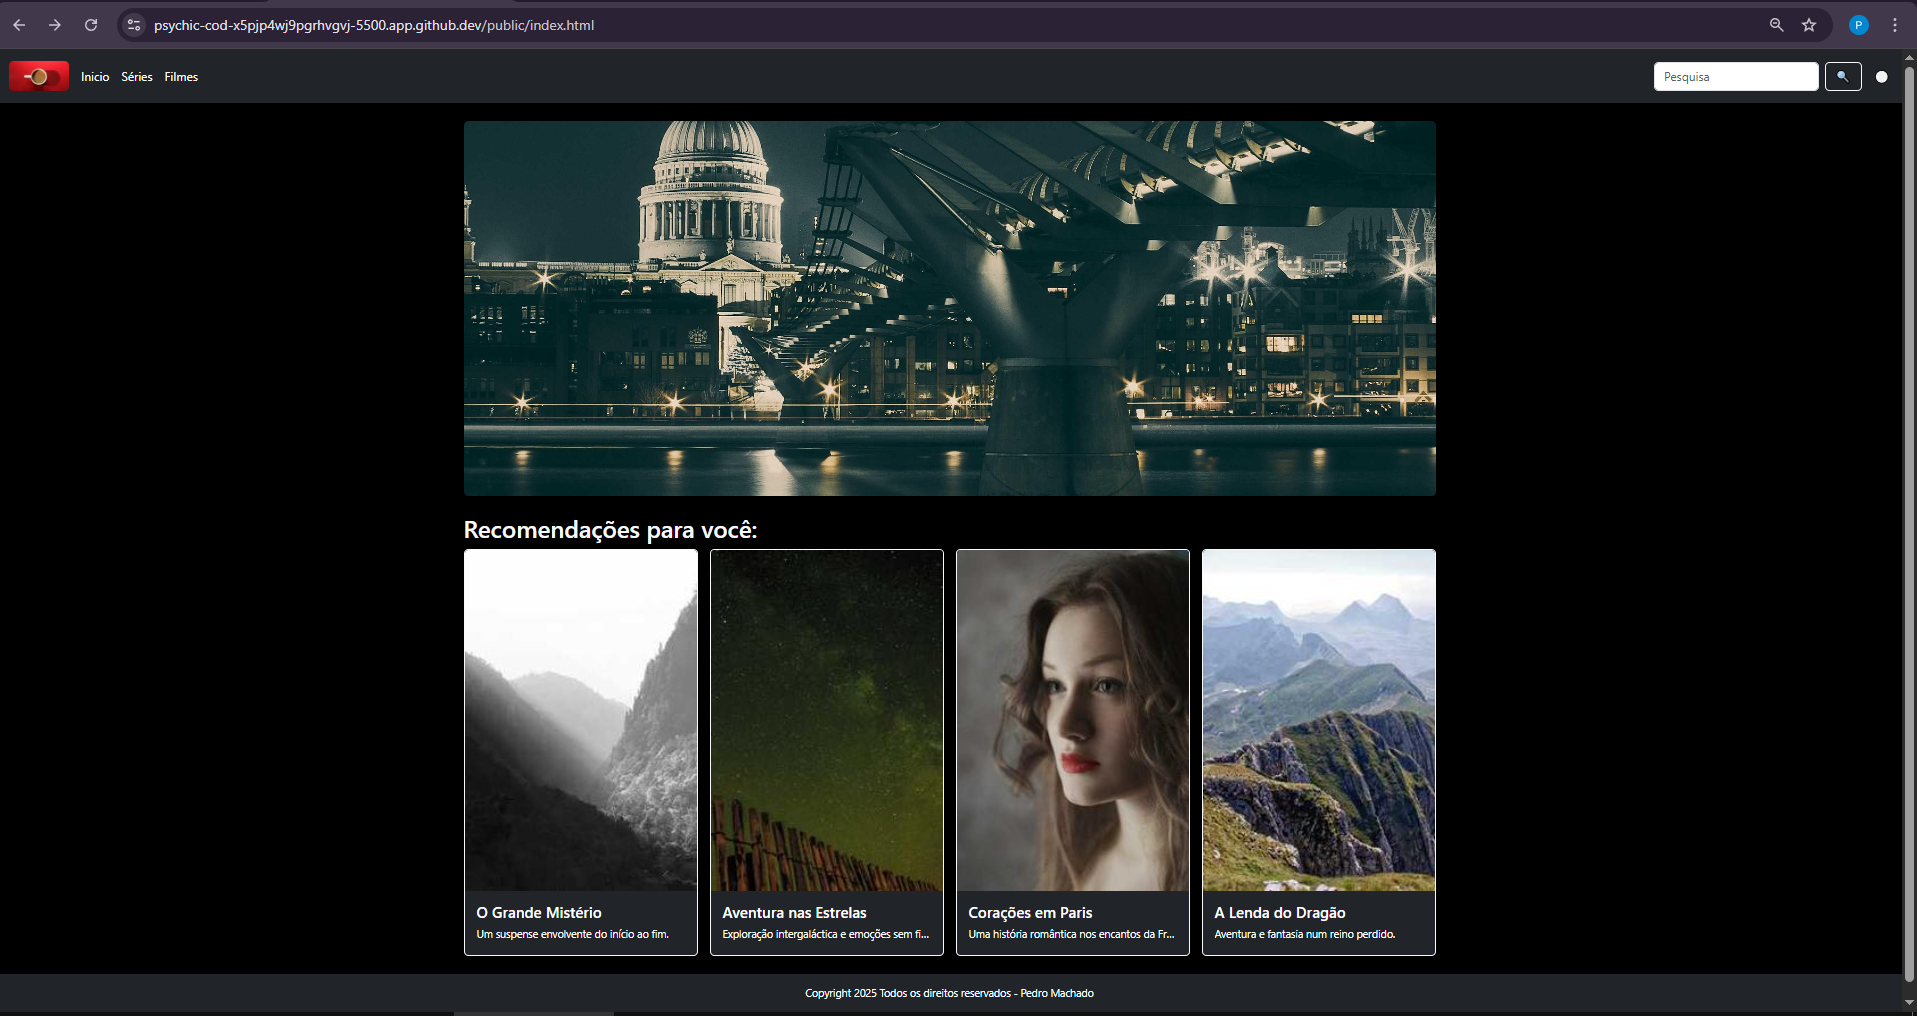 psychic-cod-x5pjp4wj9pgrhvgvj-5500.app.github.dev/public/index.html
P
Inicio Séries Filmes
Pesquisa
Recomendações para você:
O Grande Mistério
Um suspense envolvente do início ao fim.
Aventura nas Estrelas
Exploração intergaláctica e emoções sem fi...
Corações em Paris
Uma história romântica nos encantos da Fr...
A Lenda do Dragão
Aventura e fantasia num reino perdido.
Copyright 2025 Todos os direitos reservados - Pedro Machado